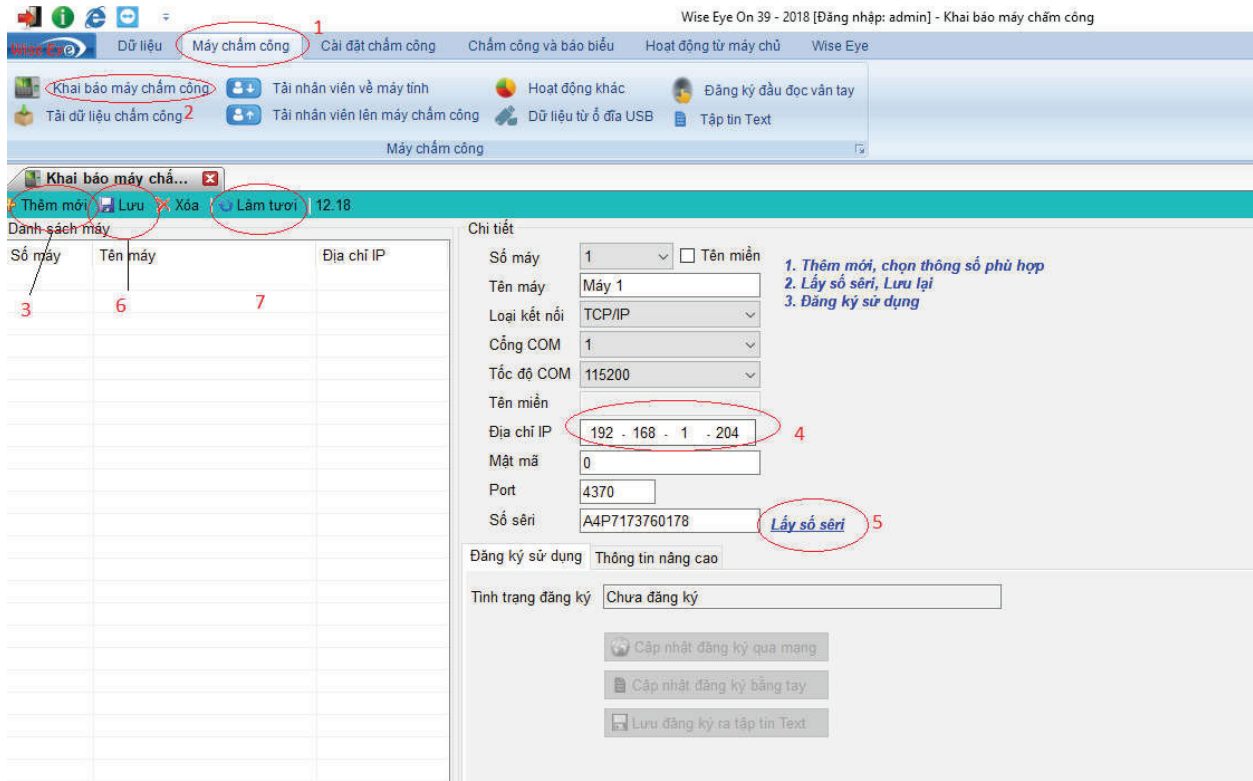 Wise Eye On 39 - 2018 [Đăng nhập: admin] - Khai báo máy chấm công
1
Wise Eye Dữ liệu Máy chấm công Cài đặt chấm công Chấm công và báo biểu Hoạt động từ máy chủ Wise Eye
Khai báo máy chấm công Tải nhân viên về máy tính Hoạt động khác Đăng ký đầu đọc vân tay
2
Tải dữ liệu chấm công Tải nhân viên lên máy chấm công Dữ liệu từ ổ đĩa USB Tập tin Text
Máy chấm công
Khai báo máy chấ...
Thêm mới Lưu Xóa Làm tươi 12.18
Danh sách máy
Số máy Tên máy Địa chỉ IP
3 6 7
Chi tiết
Số máy 1 Tên miền
Tên máy Máy 1
Loại kết nối TCP/IP
Cổng COM 1
Tốc độ COM 115200
Tên miền
Địa chỉ IP 192 . 168 . 1 . 204 4
Mật mã 0
Port 4370
Số sêri A4P7173760178 Lấy số sêri 5
1. Thêm mới, chọn thông số phù hợp
2. Lấy số sêri, Lưu lại
3. Đăng ký sử dụng
Đăng ký sử dụng Thông tin nâng cao
Tình trạng đăng ký Chưa đăng ký
Cập nhật đăng ký qua mạng
Cập nhật đăng ký bằng tay
Lưu đăng ký ra tập tin Text